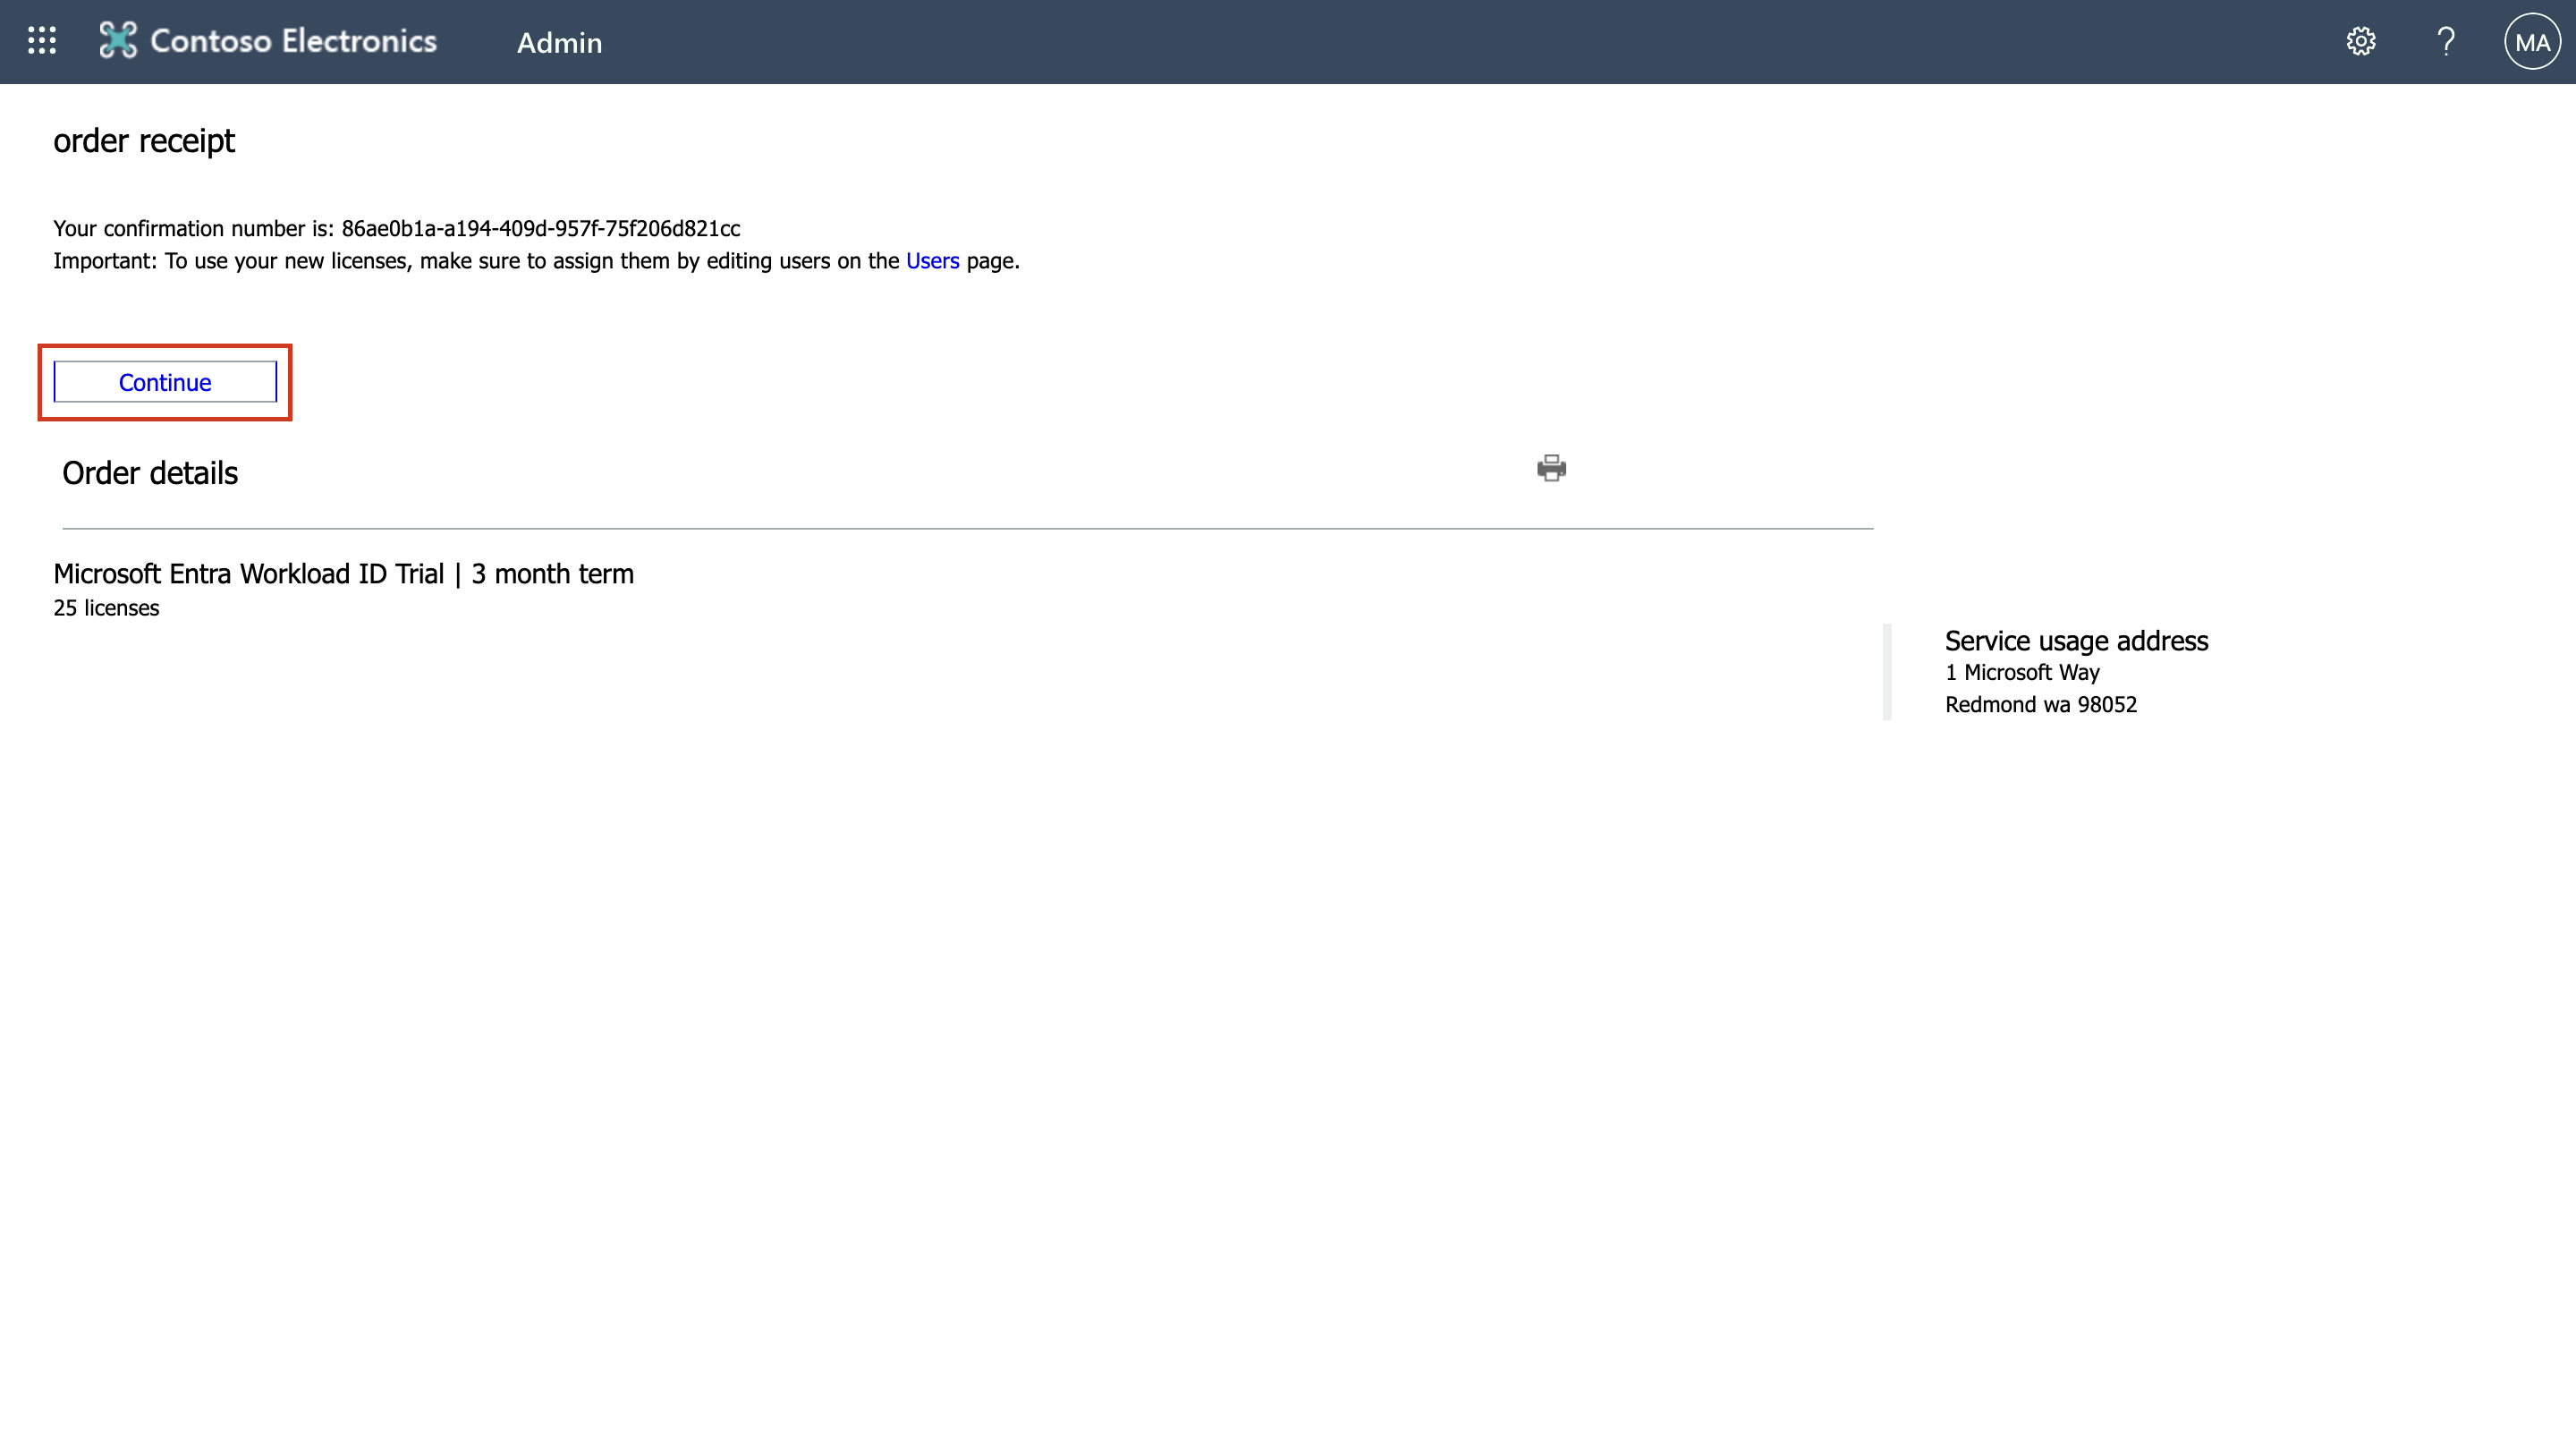 Contoso Electronics Admin ? MA
order receipt
Your confirmation number is: 86ae0b1a-a194-409d-957f-75f206d821cc
Important: To use your new licenses, make sure to assign them by editing users on the Users page.
Continue
Order details
Microsoft Entra Workload ID Trial | 3 month term
25 licenses
Service usage address
1 Microsoft Way
Redmond wa 98052